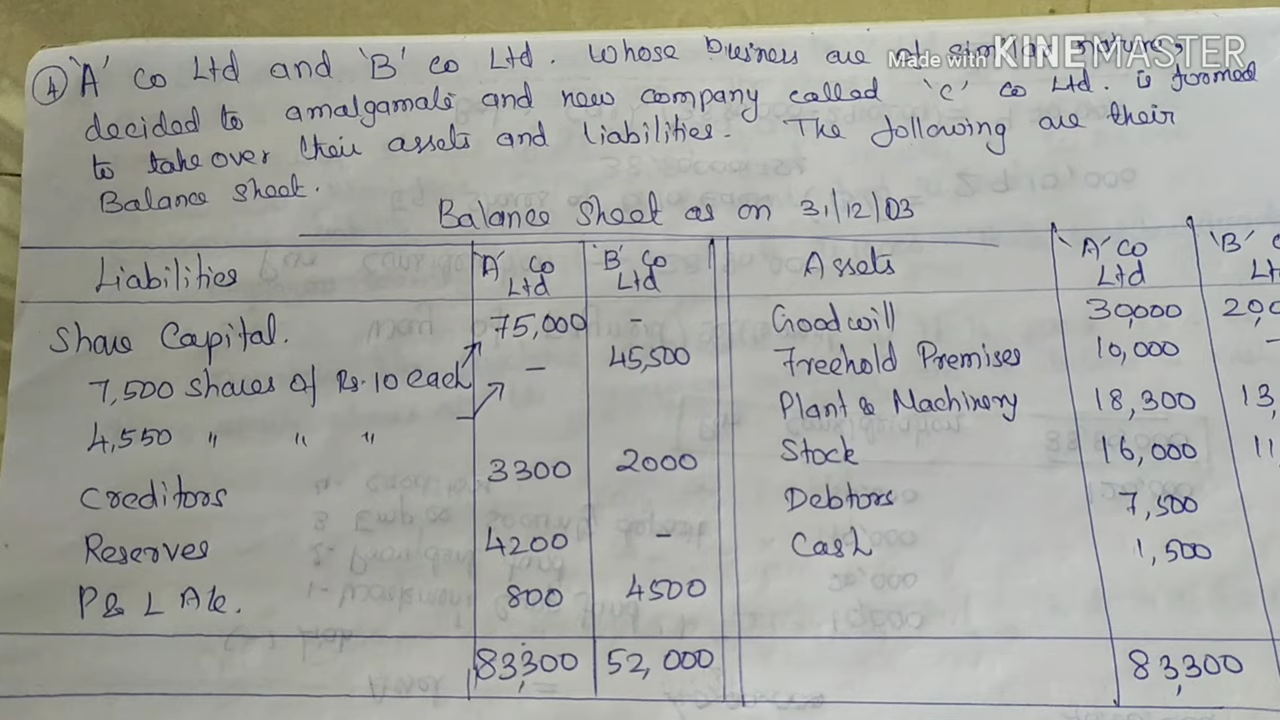 Made with KINEMASTER
④ 'A' Co Ltd and 'B' co Ltd. whose business are of similar nature,
decided to amalgamate and new company called 'C' co Ltd. is formed
to take over their assets and liabilities. The following are their
Balance Sheet.
Balance Sheet as on 31/12/03
Liabilities 'A' Co Ltd 'B' Co Ltd Assets 'A' Co Ltd 'B'
Share Capital. 75,000 - Goodwill 30,000
7,500 shares of Rs.10 each - 45,500 Freehold Premises 10,000 -
4,550 " " " Plant & Machinery 18,300
Creditors 3300 2000 Stock 16,000
Reserves 4200 - Debtors 7,500
P & L A/c. 800 4500 Cash 1,500
83,300 52,000 83,300